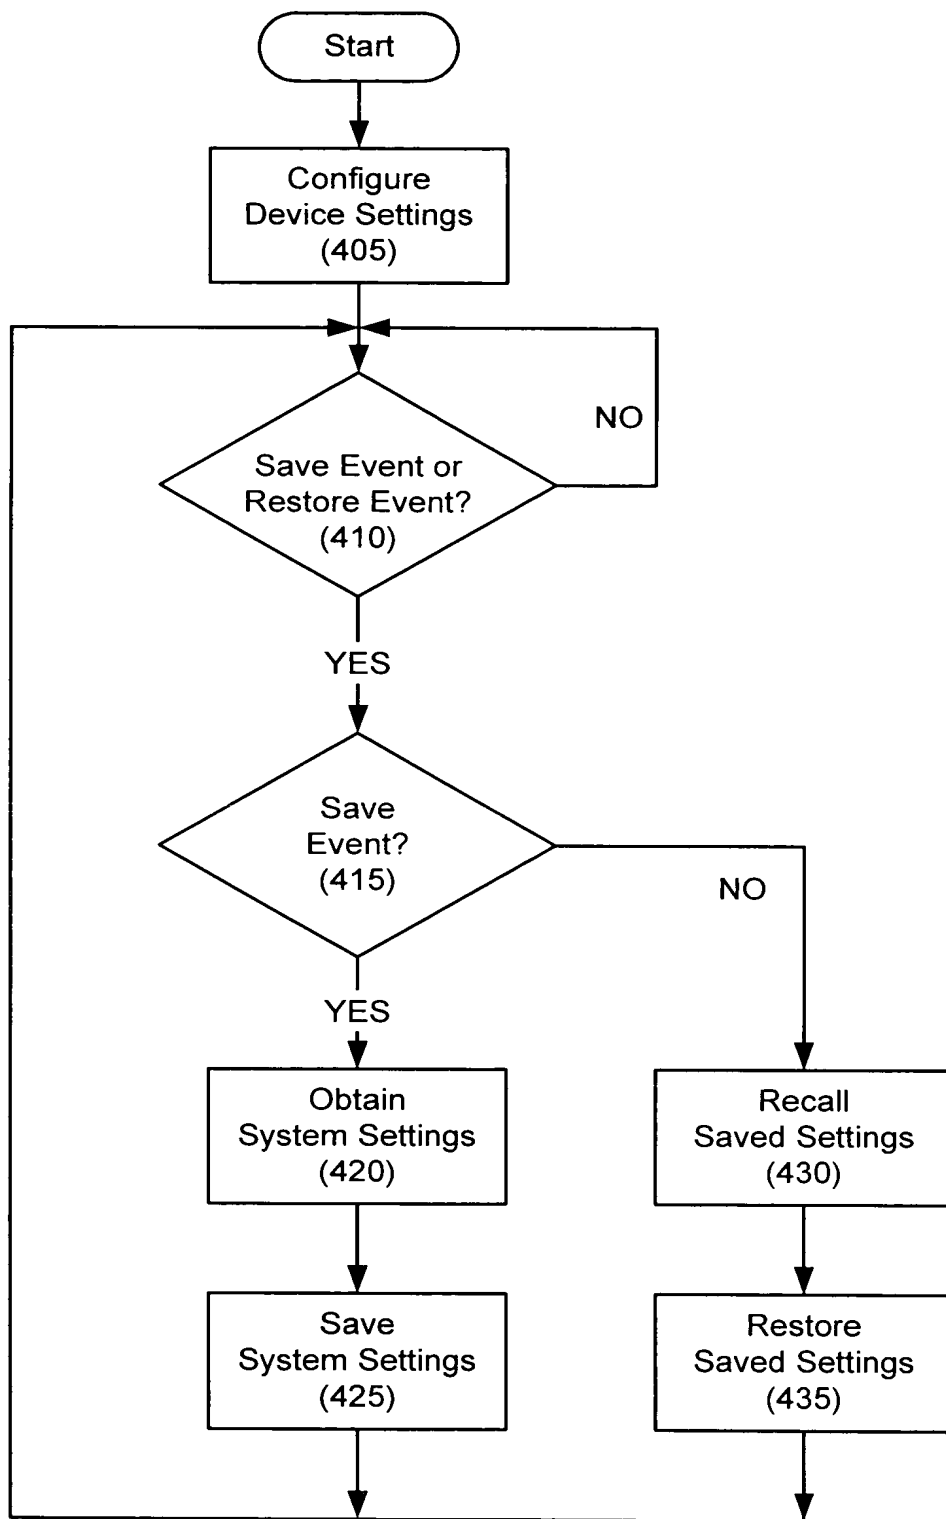 Start
Configure
Device Settings
(405)
NO
Save Event or
Restore Event?
(410)
YES
Save
Event?
(415)
NO
YES
Obtain
System Settings
(420)
Recall
Saved Settings
(430)
Save
System Settings
(425)
Restore
Saved Settings
(435)